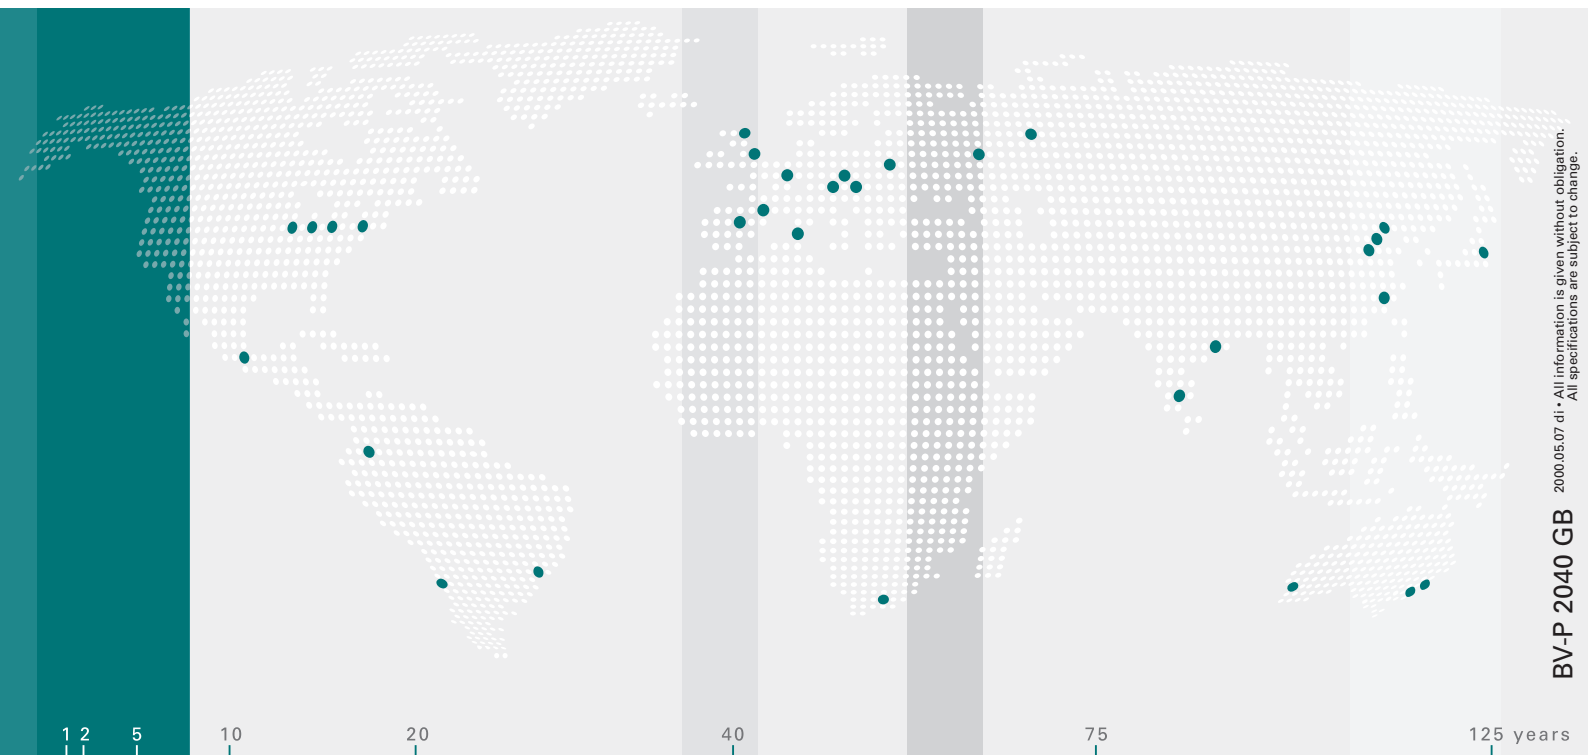 2000.05.07 di • All information is given without obligation.
All specifications are subject to change.
BV-P 2040 GB
1 2 5 10 20 40 75 125 years